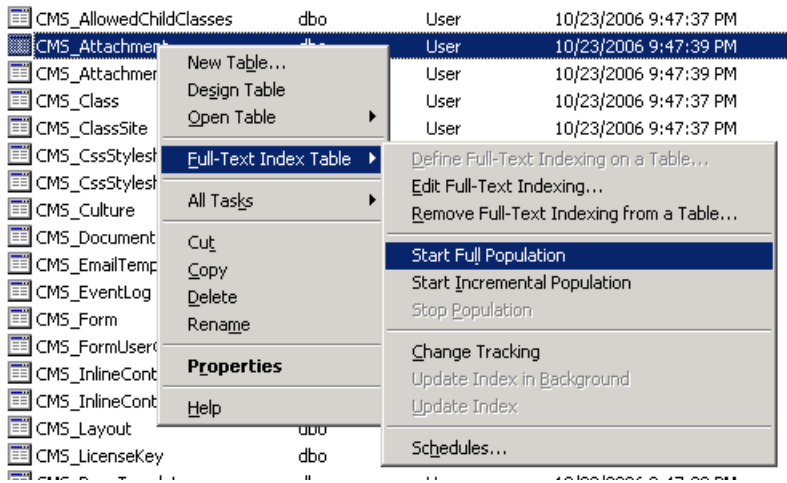 CMS_AllowedChildClasses dbo User 10/23/2006 9:47:37 PM
CMS_Attachment dbo User 10/23/2006 9:47:39 PM
User 10/23/2006 9:47:39 PM
CMS_Class User 10/23/2006 9:47:37 PM
CMS_ClassSite User 10/23/2006 9:47:37 PM
CMS_Culture
CMS_Document
CMS_EventLog
CMS_Form
CMS_Layout dbo
CMS_LicenseKey dbo
New Table...
Design Table
Open Table
Full-Text Index Table
All Tasks
Cut
Copy
Delete
Rename
Properties
Help
Define Full-Text Indexing on a Table...
Edit Full-Text Indexing...
Remove Full-Text Indexing from a Table...
Start Full Population
Start Incremental Population
Stop Population
Change Tracking
Update Index in Background
Update Index
Schedules...